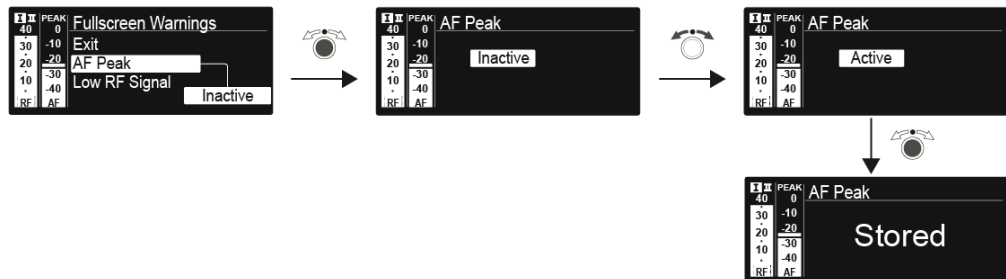 I II PEAK Fullscreen Warnings
40 0
30 -10 Exit
20 -20 AF Peak
10 -30 Low RF Signal
-40 Inactive
RF AF
I II PEAK AF Peak
40 0
30 -10 Inactive
20 -20
10 -30
-40
RF AF
I II PEAK AF Peak
40 0
30 -10 Active
20 -20
10 -30
-40
RF AF
I II PEAK AF Peak
40 0
30 -10
20 -20 Stored
10 -30
-40
RF AF